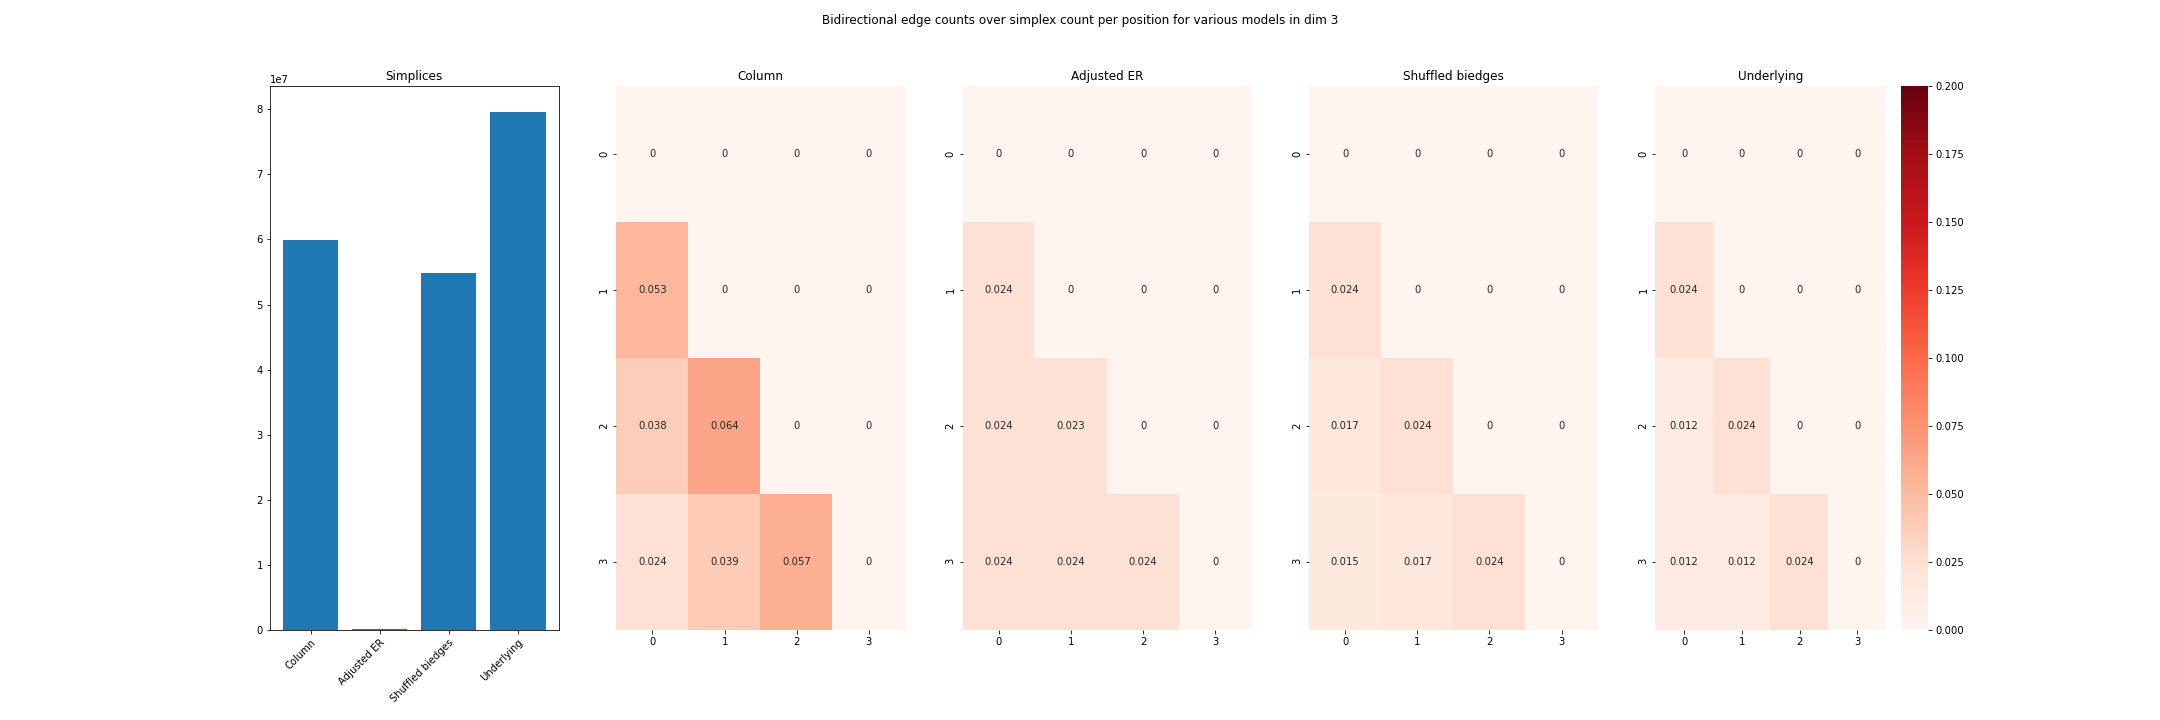 Bidirectional edge counts over simplex count per position for various models in dim 3
Simplices
1e7
8
7
6
5
4
3
2
1
0
Column
Adjusted ER
Shuffled biedges
Underlying
Column
0 0 0 0 0
1 0.053 0 0 0
2 0.038 0.064 0 0
3 0.024 0.039 0.057 0
0 1 2 3
Adjusted ER
0 0 0 0 0
1 0.024 0 0 0
2 0.024 0.023 0 0
3 0.024 0.024 0.024 0
0 1 2 3
Shuffled biedges
0 0 0 0 0
1 0.024 0 0 0
2 0.017 0.024 0 0
3 0.015 0.017 0.024 0
0 1 2 3
Underlying
0 0 0 0 0
1 0.024 0 0 0
2 0.012 0.024 0 0
3 0.012 0.012 0.024 0
0 1 2 3
0.200
0.175
0.150
0.125
0.100
0.075
0.050
0.025
0.000